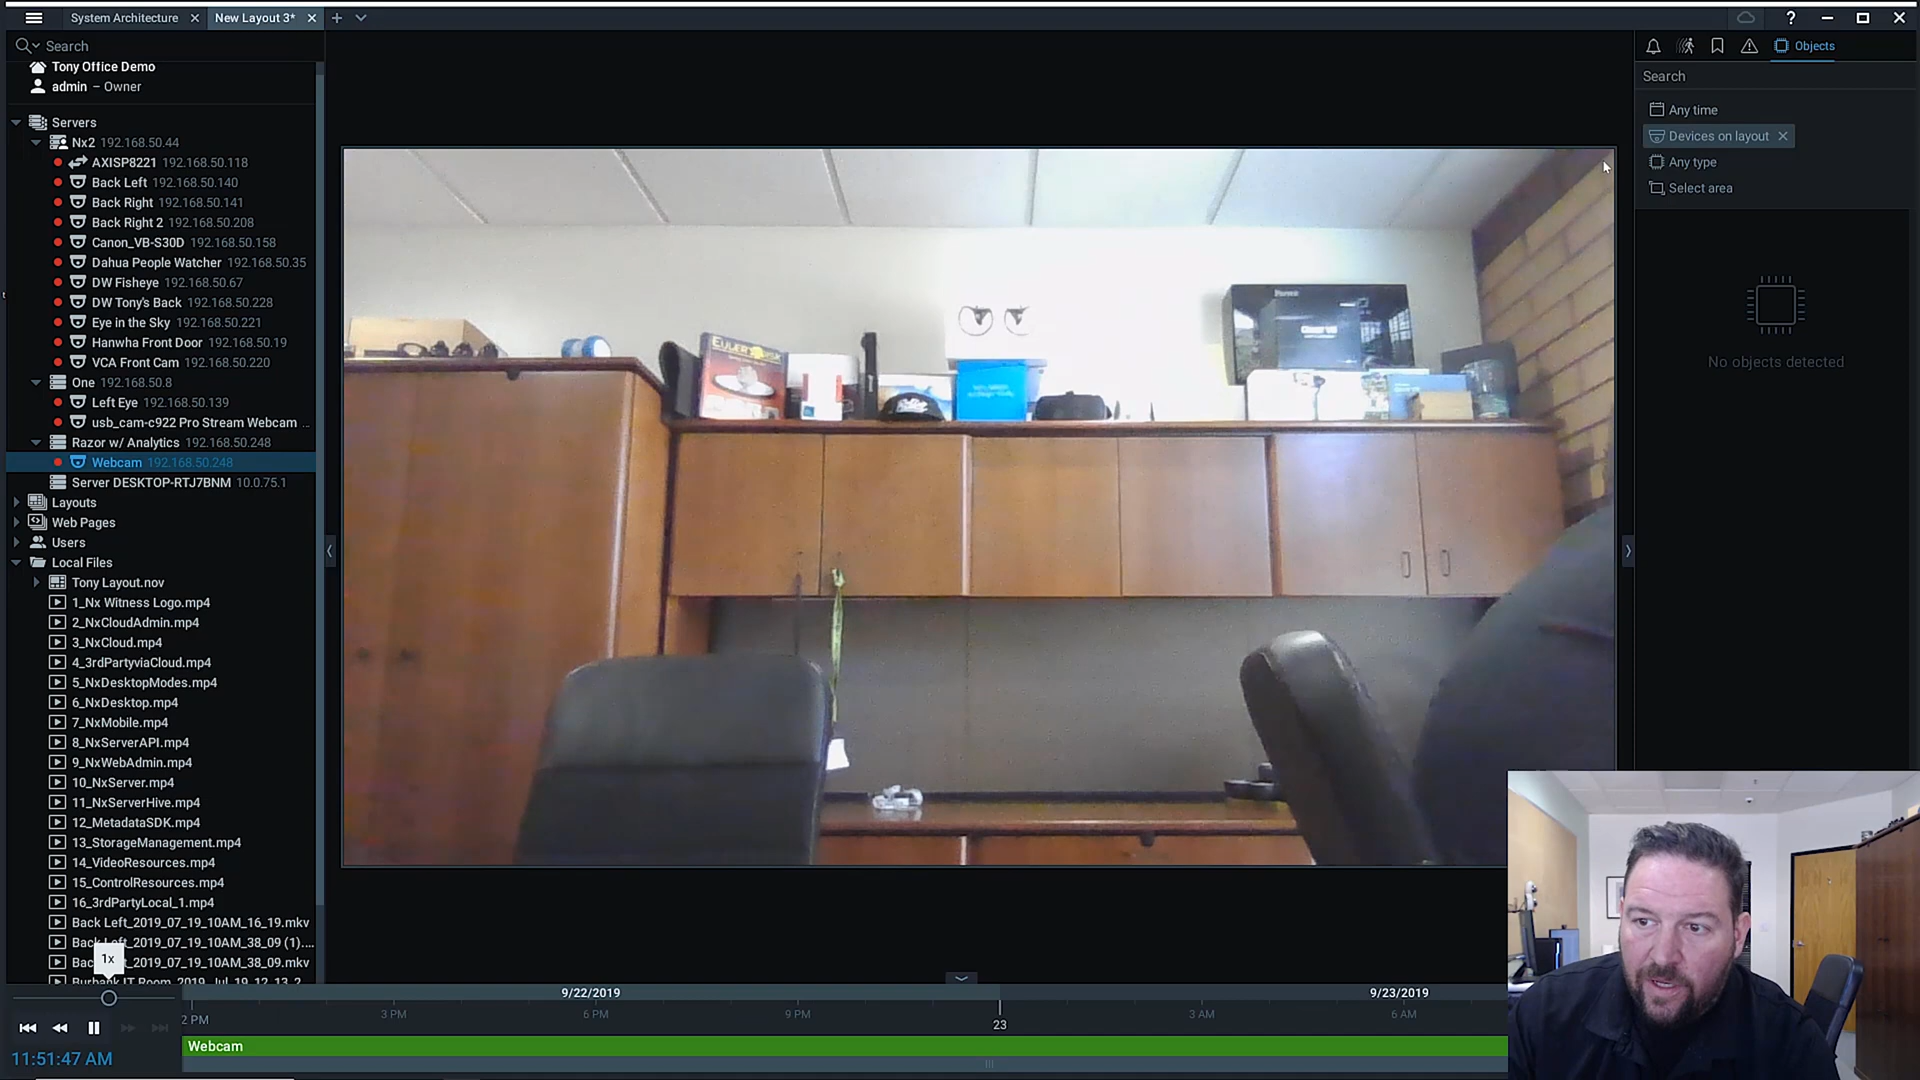 System Architecture
New Layout 3*
Search
Tony Office Demo
admin – Owner
Servers
Nx2 192.168.50.44
AXISP8221 192.168.50.118
Back Left 192.168.50.140
Back Right 192.168.50.141
Back Right 2 192.168.50.208
Canon_VB-S30D 192.168.50.158
Dahua People Watcher 192.168.50.35
DW Fisheye 192.168.50.67
DW Tony's Back 192.168.50.228
Eye in the Sky 192.168.50.221
Hanwha Front Door 192.168.50.19
VCA Front Cam 192.168.50.220
One 192.168.50.8
Left Eye 192.168.50.139
usb_cam-c922 Pro Stream Webcam ...
Razor w/ Analytics 192.168.50.248
Webcam 192.168.50.248
Server DESKTOP-RTJ7BNM 10.0.75.1
Layouts
Web Pages
Users
Local Files
Tony Layout.nov
1_Nx Witness Logo.mp4
2_NxCloudAdmin.mp4
3_NxCloud.mp4
4_3rdPartyviaCloud.mp4
5_NxDesktopModes.mp4
6_NxDesktop.mp4
7_NxMobile.mp4
8_NxServerAPI.mp4
9_NxWebAdmin.mp4
10_NxServer.mp4
11_NxServerHive.mp4
12_MetadataSDK.mp4
13_StorageManagement.mp4
14_VideoResources.mp4
15_ControlResources.mp4
16_3rdPartyLocal_1.mp4
Back Left_2019_07_19_10AM_16_19.mkv
Back Left_2019_07_19_10AM_38_09 (1)....
Left_2019_07_19_10AM_38_09.mkv
1x
11:51:47 AM
9/22/2019
9/23/2019
2 PM
3 PM
6 PM
9 PM
23
3 AM
6 AM
Webcam
?
Objects
Search
Any time
Devices on layout
Any type
Select area
No objects detected